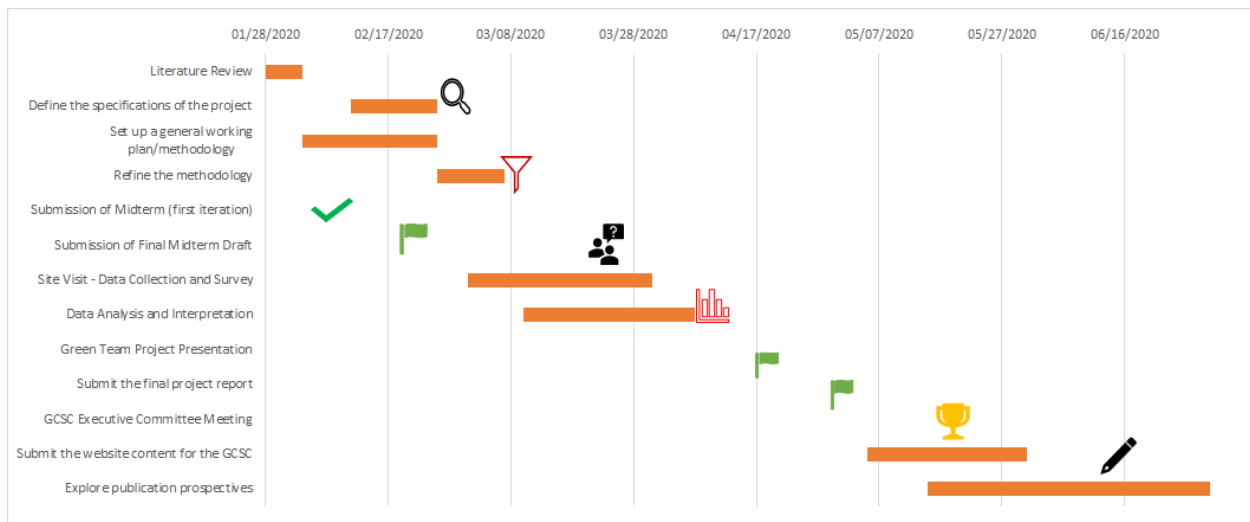 01/28/2020 02/17/2020 03/08/2020 03/28/2020 04/17/2020 05/07/2020 05/27/2020 06/16/2020
Literature Review
Define the specifications of the project
Set up a general working
plan/methodology
Refine the methodology
Submission of Midterm (first iteration)
Submission of Final Midterm Draft
?
Site Visit - Data Collection and Survey
Data Analysis and Interpretation
Green Team Project Presentation
Submit the final project report
GCSC Executive Committee Meeting
Submit the website content for the GCSC
Explore publication prospectives